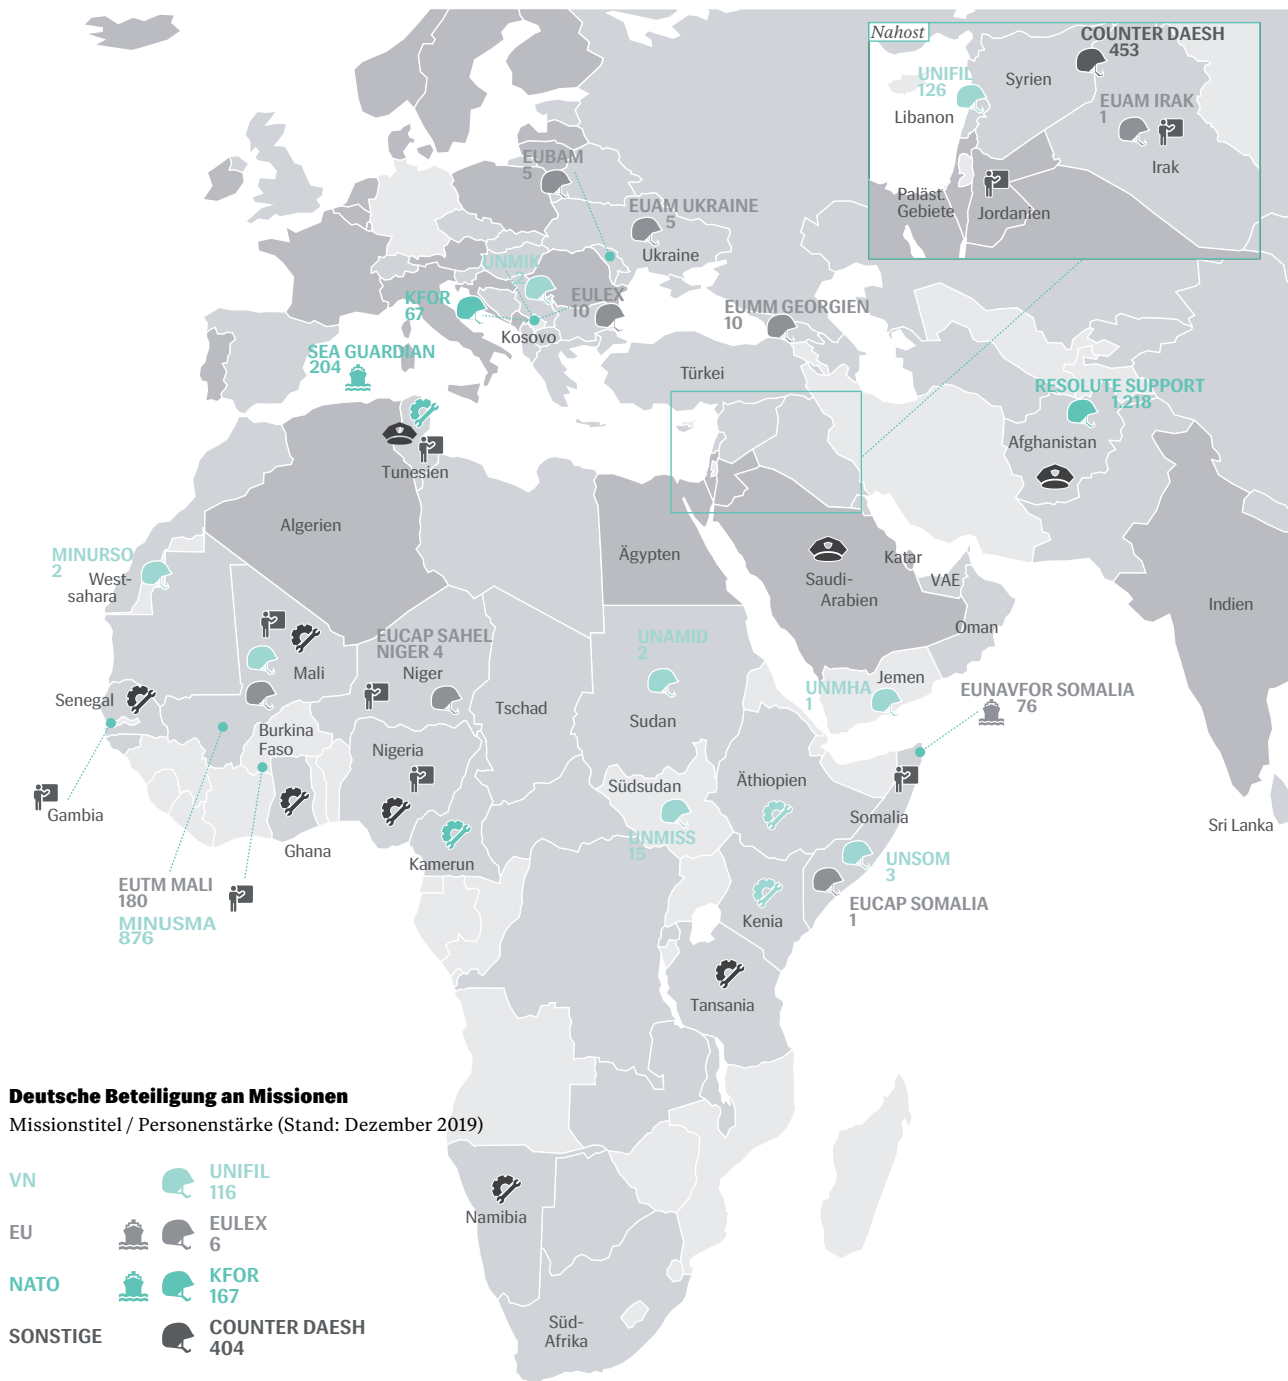 Nahost
COUNTER DAESH
453
UNIFIL
126
Syrien
Libanon
EUAM IRAK
1
Irak
Paläst.
Gebiete
Jordanien
EUBAM
5
EUAM UKRAINE
5
Ukraine
UNMIK
2
KFOR
67
EULEX
10
Kosovo
EUMM GEORGIEN
10
SEA GUARDIAN
204
Türkei
RESOLUTE SUPPORT
1.218
Afghanistan
Tunesien
Algerien
Ägypten
Katar
Saudi-
Arabien
VAE
Oman
Indien
MINURSO
2
West-
sahara
EUCAP SAHEL
NIGER 4
Niger
Mali
Senegal
UNAMID
2
Sudan
Tschad
Jemen
UNMHA
1
EUNAVFOR SOMALIA
76
Burkina
Faso
Nigeria
Südsudan
UNMISS
15
Äthiopien
Somalia
Gambia
Ghana
Kamerun
Sri Lanka
UNSOM
3
EUCAP SOMALIA
1
EUTM MALI
180
MINUSMA
876
Kenia
Tansania
Namibia
Süd-
Afrika
Deutsche Beteiligung an Missionen
Missionstitel / Personenstärke (Stand: Dezember 2019)
VN
UNIFIL
116
EU
EULEX
6
NATO
KFOR
167
SONSTIGE
COUNTER DAESH
404